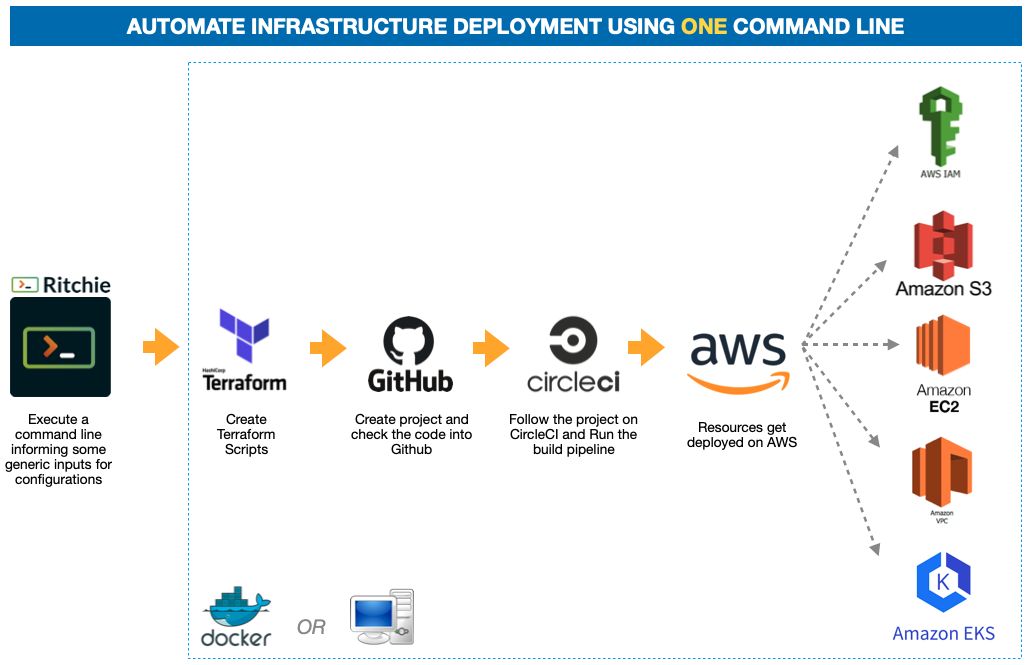 AUTOMATE INFRASTRUCTURE DEPLOYMENT USING ONE COMMAND LINE
Ritchie
Execute a
command line
informing some
generic inputs for
configurations
HashiCorp
Terraform
Create
Terraform
Scripts
GitHub
Create project and
check the code into
Github
circleci
Follow the project on
CircleCI and Run the
build pipeline
aws
Resources get
deployed on AWS
AWS IAM
Amazon S3
Amazon
EC2
Amazon
VPC
K
Amazon EKS
docker
OR